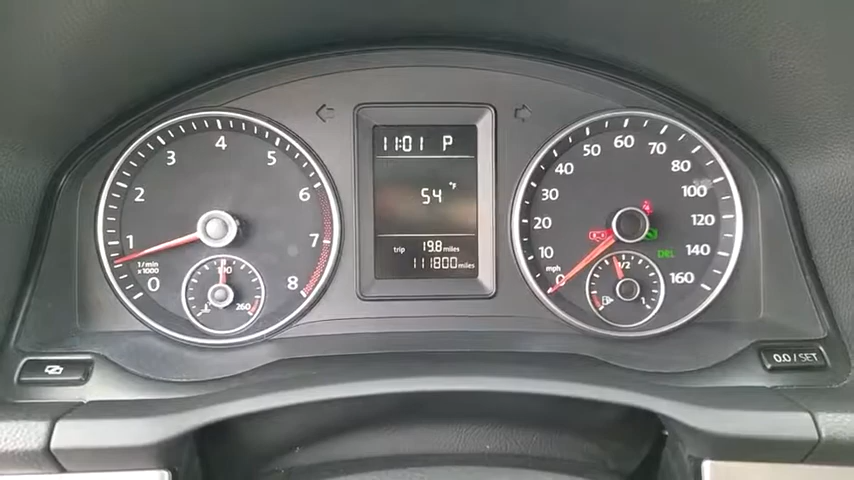 11:01 P
54 °F
trip 19.8 miles
111800 miles
0 1 2 3 4 5 6 7 8
1/min
x1000
260
0 10 20 30 40 50 60 70 80 100 120 140 160
mph
DRL
1/2
1
0.0 / SET